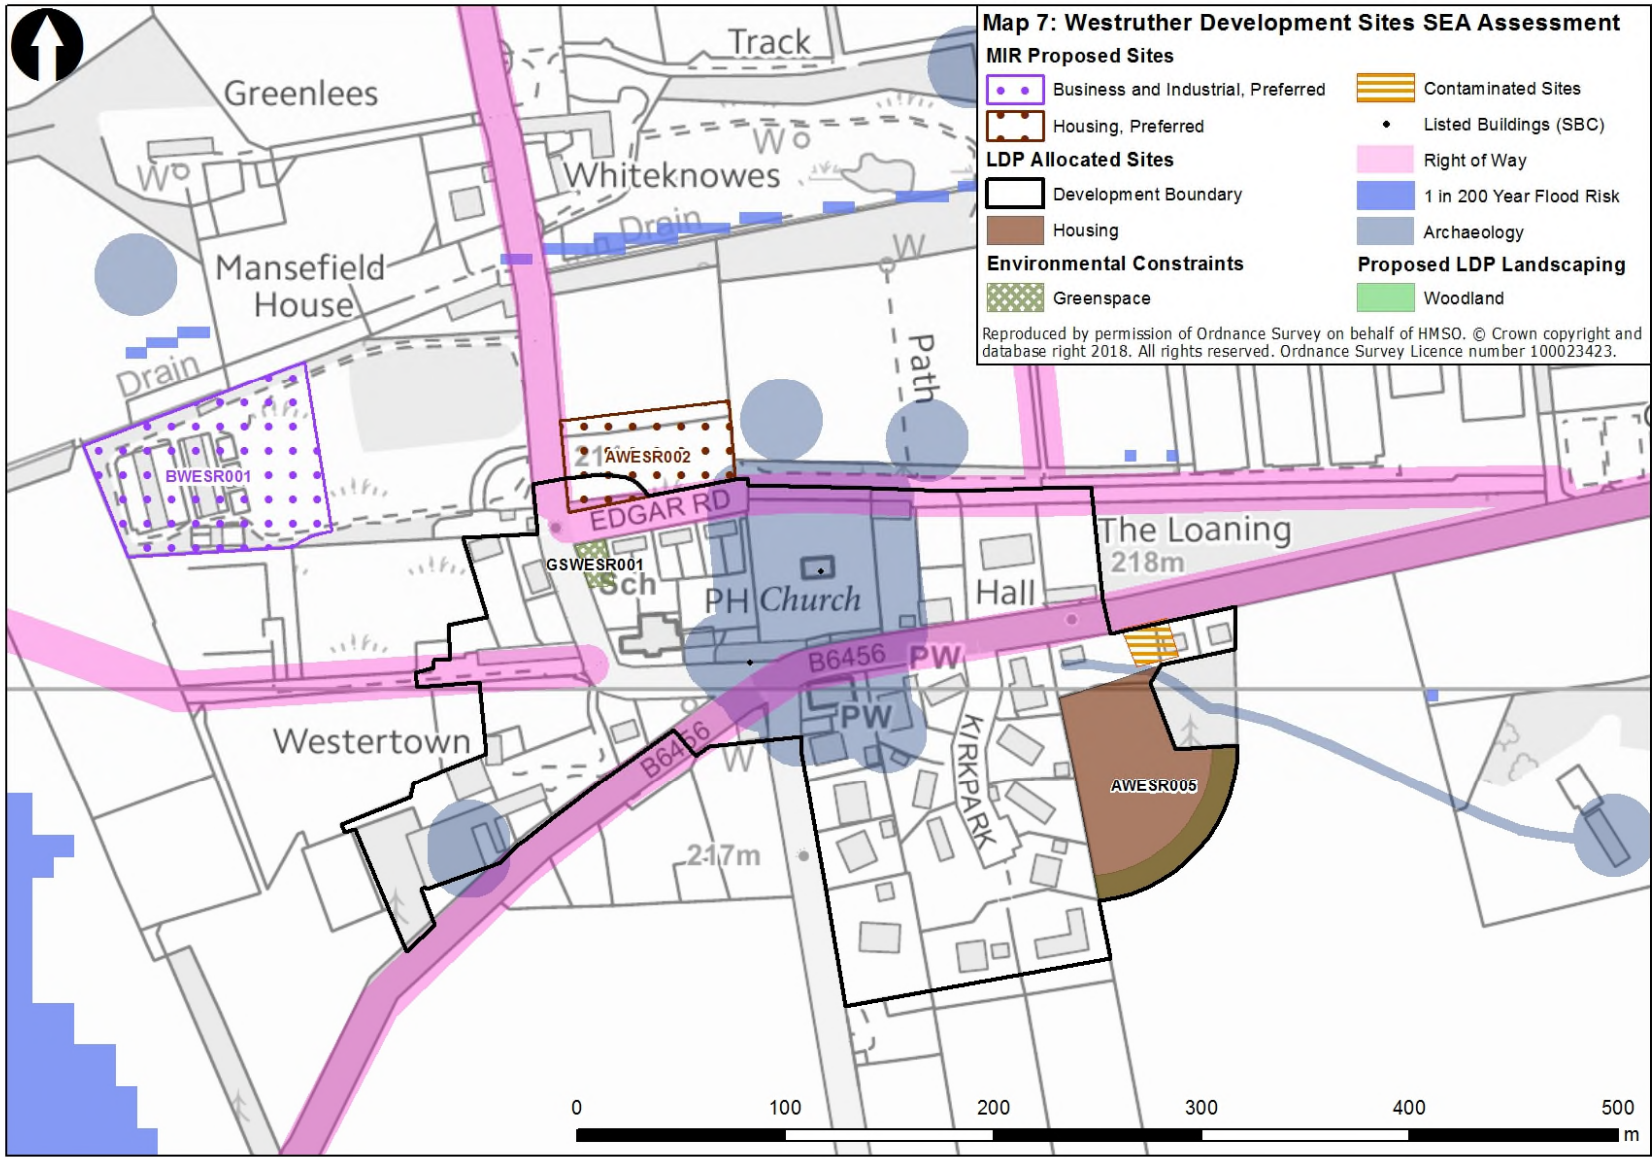 Map 7: Westruther Development Sites SEA Assessment
MIR Proposed Sites
Business and Industrial, Preferred
Housing, Preferred
LDP Allocated Sites
Development Boundary
Housing
Environmental Constraints
Greenspace
Contaminated Sites
Listed Buildings (SBC)
Right of Way
1 in 200 Year Flood Risk
Archaeology
Proposed LDP Landscaping
Woodland
Reproduced by permission of Ordnance Survey on behalf of HMSO. © Crown copyright and
database right 2018. All rights reserved. Ordnance Survey Licence number 100023423.
Track
Greenlees
W
W
Whiteknowes
Drain
W
Mansefield
House
Path
Drain
AWESR002
BWESR001
EDGAR RD
The Loaning
218m
GSWESR001
Sch
PH
Church
Hall
B6456
PW
PW
Westertown
B6456
W
KIRKPARK
AWESR005
217m
0 100 200 300 400 500
m